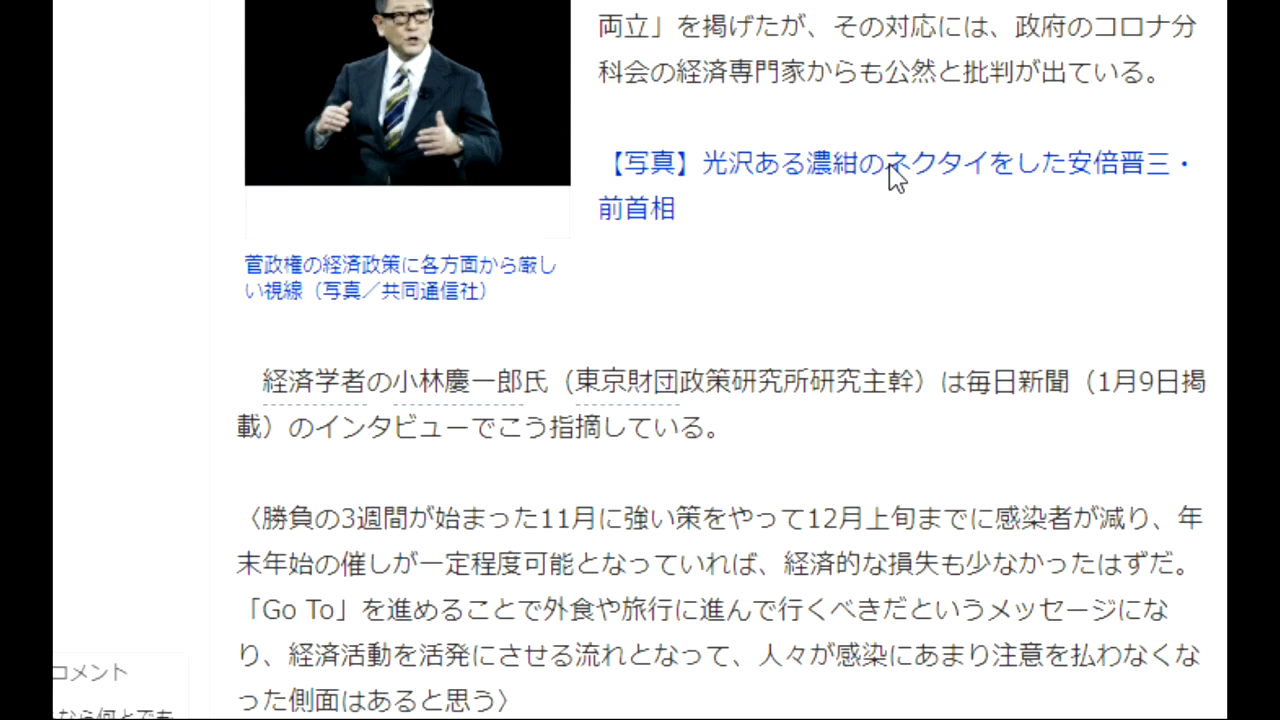 両立」を掲げたが、その対応には、政府のコロナ分
科会の経済専門家からも公然と批判が出ている。
【写真】光沢ある濃紺のネクタイをした安倍晋三・
前首相
菅政権の経済政策に各方面から厳し
い視線（写真／共同通信社）
経済学者の小林慶一郎氏（東京財団政策研究所研究主幹）は毎日新聞（1月9日掲
載）のインタビューでこう指摘している。
〈勝負の3週間が始まった11月に強い策をやって12月上旬までに感染者が減り、年
末年始の催しが一定程度可能となっていれば、経済的な損失も少なかったはずだ。
「Go To」を進めることで外食や旅行に進んで行くべきだというメッセージにな
り、経済活動を活発にさせる流れとなって、人々が感染にあまり注意を払わなくな
った側面はあると思う〉
コメント
なら何とでも